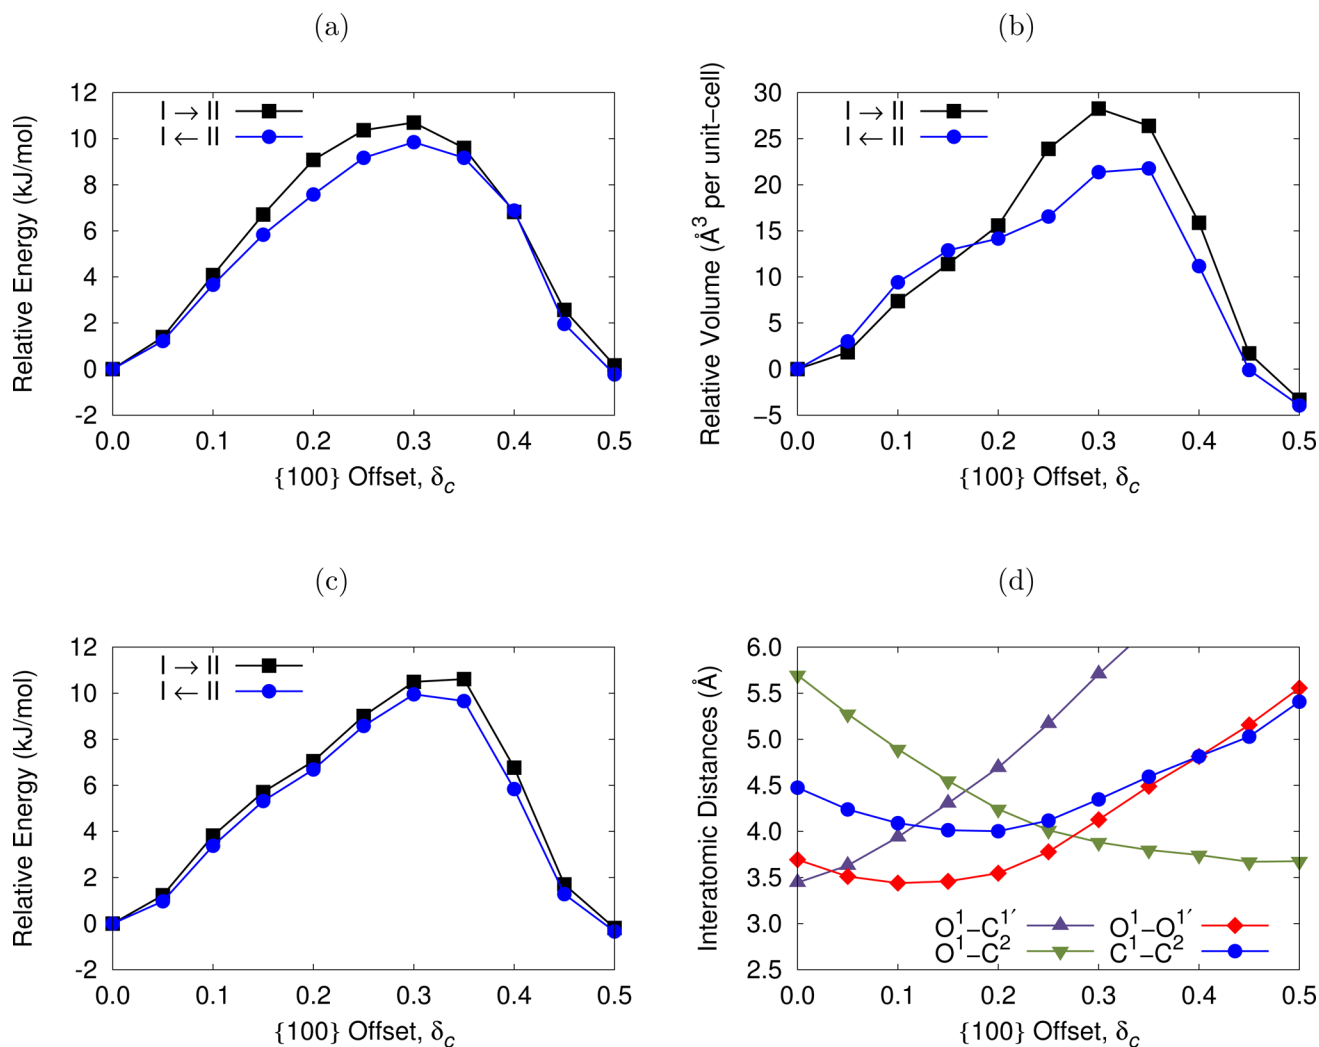 (a)
Relative Energy (kJ/mol)
12
10
8
6
4
2
0
-2
I → II
I ← II
0.0 0.1 0.2 0.3 0.4 0.5
{100} Offset, δc
(b)
Relative Volume (Å³ per unit−cell)
30
25
20
15
10
5
0
−5
I → II
I ← II
0.0 0.1 0.2 0.3 0.4 0.5
{100} Offset, δc
(c)
Relative Energy (kJ/mol)
12
10
8
6
4
2
0
-2
I → II
I ← II
0.0 0.1 0.2 0.3 0.4 0.5
{100} Offset, δc
(d)
Interatomic Distances (Å)
6.0
5.5
5.0
4.5
4.0
3.5
3.0
2.5
O¹−C¹′ O¹−O¹′
O¹−C² C¹−C²
0.0 0.1 0.2 0.3 0.4 0.5
{100} Offset, δc